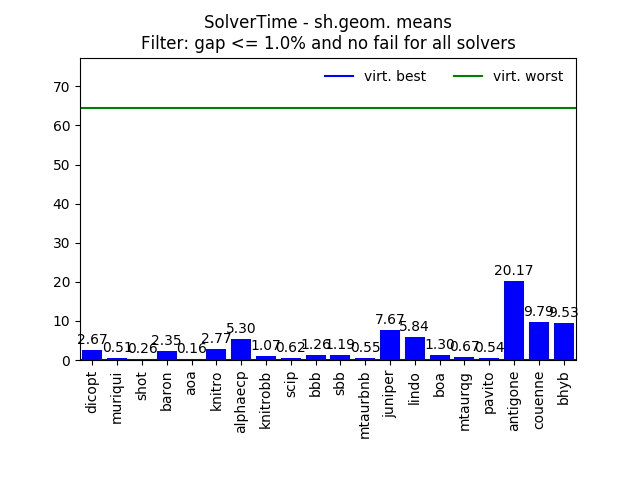 SolverTime - sh.geom. means
Filter: gap <= 1.0% and no fail for all solvers
virt. best
virt. worst
70
60
50
40
30
20
10
0
2.67
0.51
0.26
2.35
0.16
2.77
5.30
1.07
0.62
1.26
1.19
0.55
7.67
5.84
1.30
0.67
0.54
20.17
9.79
9.53
dicopt
muriqui
shot
baron
aoa
knitro
alphaecp
knitrobb
scip
bbb
sbb
mtaurbnb
juniper
lindo
boa
mtaurqg
pavito
antigone
couenne
bhyb